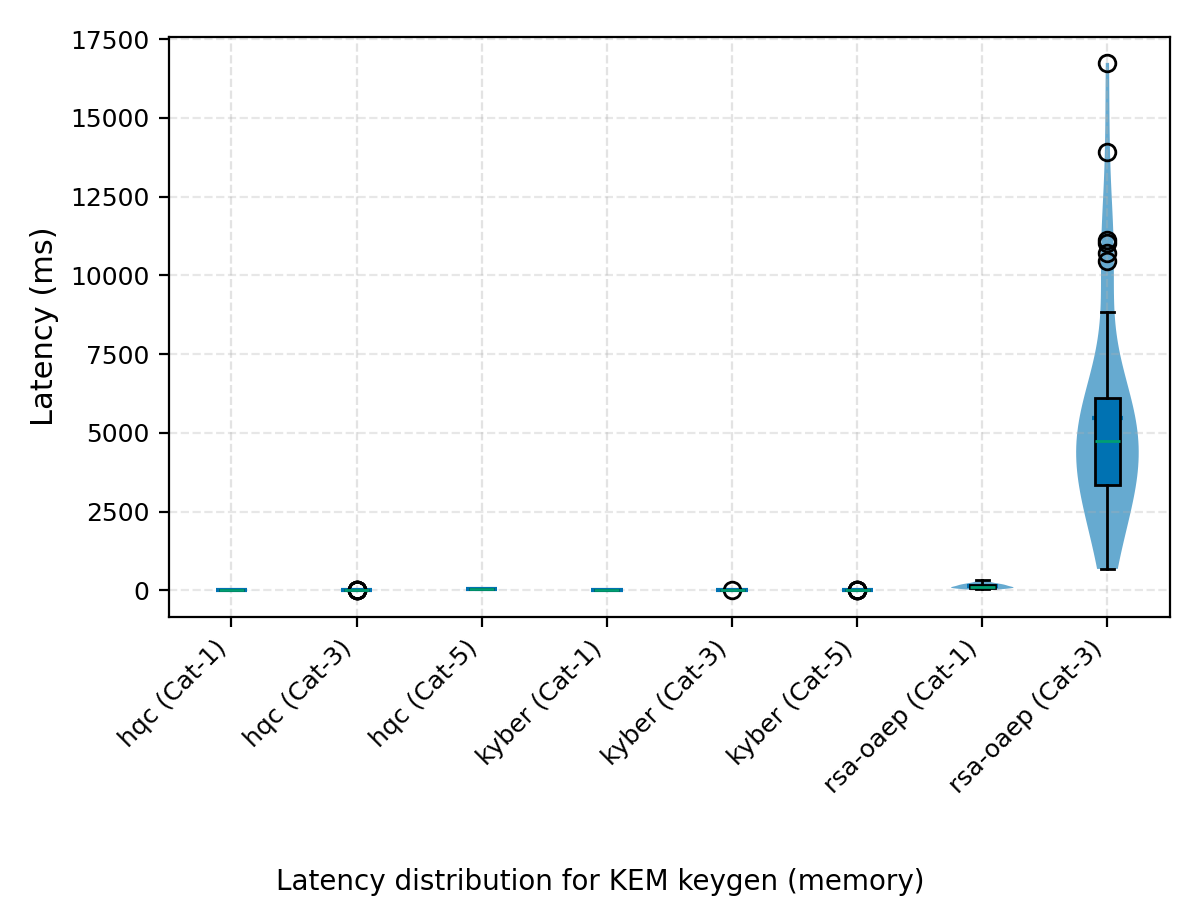 17500
15000
12500
10000
7500
5000
2500
0
Latency (ms)
hqc (Cat-1)
hqc (Cat-3)
hqc (Cat-5)
kyber (Cat-1)
kyber (Cat-3)
kyber (Cat-5)
rsa-oaep (Cat-1)
rsa-oaep (Cat-3)
Latency distribution for KEM keygen (memory)